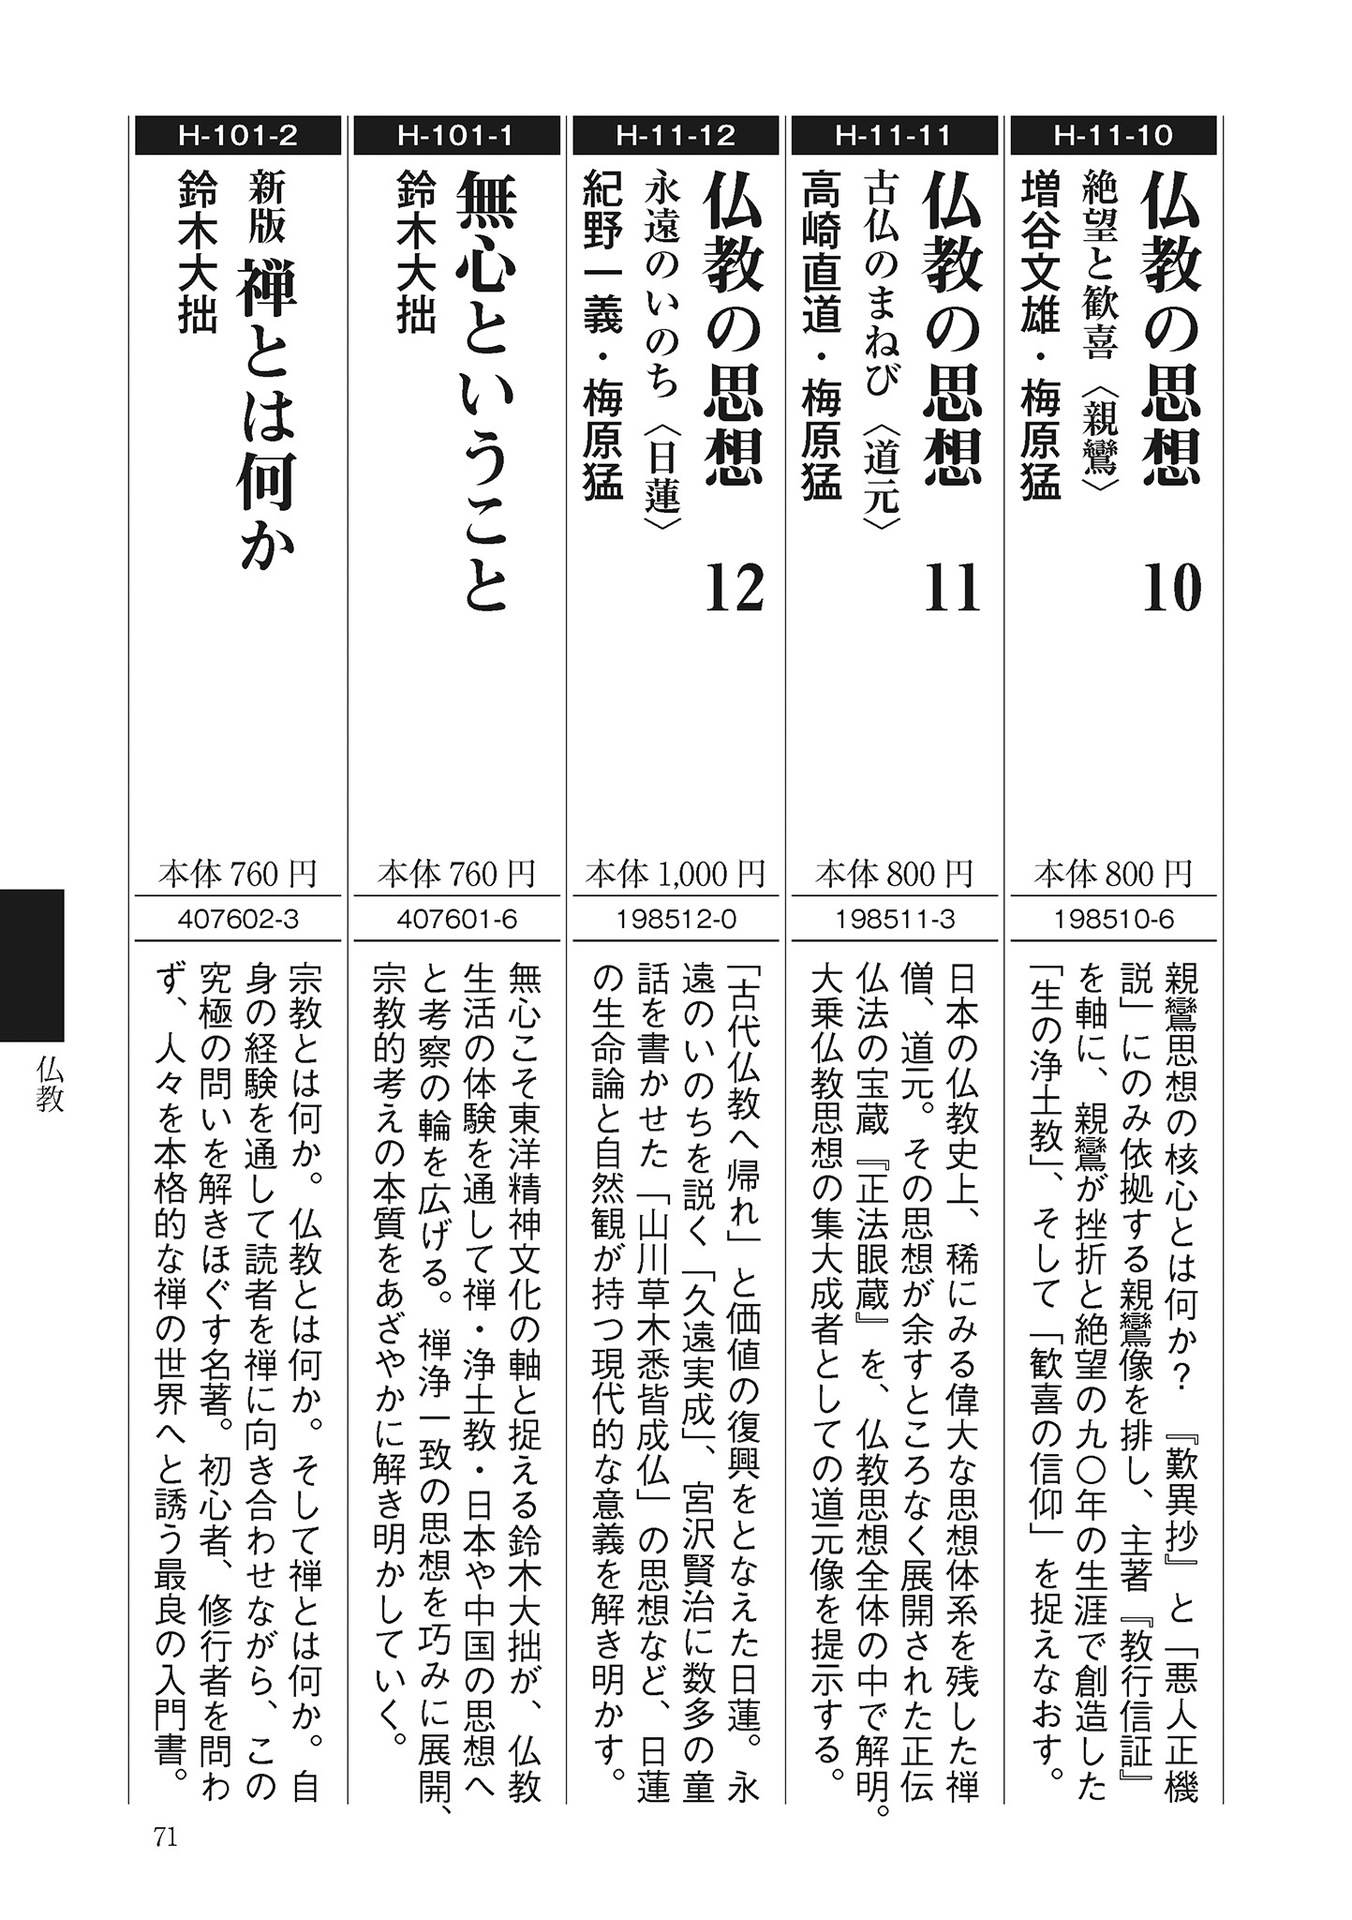 H-11-10
仏教の思想 10
絶望と歓喜〈親鸞〉
増谷文雄・梅原猛
本体 800 円
198510-6
親鸞思想の核心とは何か？ 『歎異抄』と「悪人正機
説」にのみ依拠する親鸞像を排し、主著『教行信証』
を軸に、親鸞が挫折と絶望の九〇年の生涯で創造した
「生の浄土教」、そして「歓喜の信仰」を捉えなおす。
H-11-11
仏教の思想 11
古仏のまねび〈道元〉
高崎直道・梅原猛
本体 800 円
198511-3
日本の仏教史上、稀にみる偉大な思想体系を残した禅
僧、道元。その思想が余すところなく展開された正伝
仏法の宝蔵『正法眼蔵』を、仏教思想全体の中で解明。
大乗仏教思想の集大成者としての道元像を提示する。
H-11-12
仏教の思想 12
永遠のいのち〈日蓮〉
紀野一義・梅原猛
本体 1,000 円
198512-0
「古代仏教へ帰れ」と価値の復興をとなえた日蓮。永
遠のいのちを説く「久遠実成」、宮沢賢治に数多の童
話を書かせた「山川草木悉皆成仏」の思想など、日蓮
の生命論と自然観が持つ現代的な意義を解き明かす。
H-101-1
無心ということ
鈴木大拙
本体 760 円
407601-6
無心こそ東洋精神文化の軸と捉える鈴木大拙が、仏教
生活の体験を通して禅・浄土教・日本や中国の思想へ
と考察の輪を広げる。禅浄一致の思想を巧みに展開、
宗教的考えの本質をあざやかに解き明かしていく。
H-101-2
新版 禅とは何か
鈴木大拙
本体 760 円
407602-3
宗教とは何か。仏教とは何か。そして禅とは何か。自
身の経験を通して読者を禅に向き合わせながら、この
究極の問いを解きほぐす名著。初心者、修行者を問わ
ず、人々を本格的な禅の世界へと誘う最良の入門書。
仏教
71